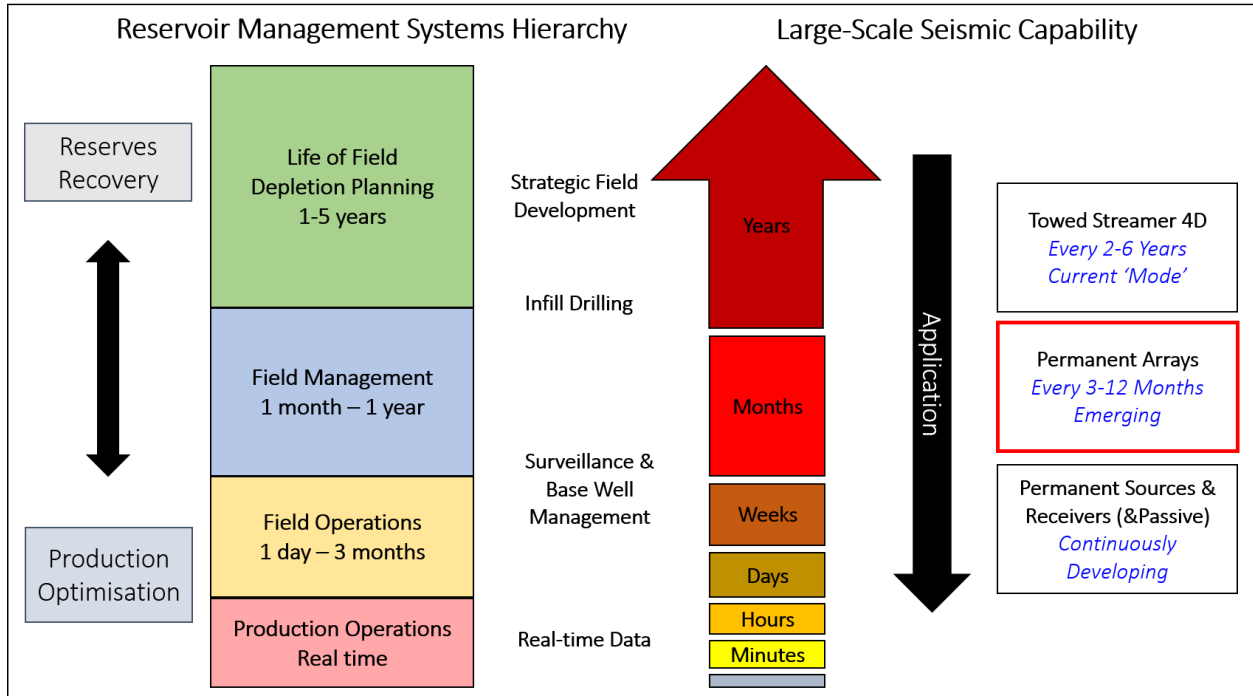 Reservoir Management Systems Hierarchy
Large-Scale Seismic Capability
Reserves
Recovery
Production
Optimisation
Life of Field
Depletion Planning
1-5 years
Field Management
1 month – 1 year
Field Operations
1 day – 3 months
Production Operations
Real time
Strategic Field
Development
Infill Drilling
Surveillance &
Base Well
Management
Real-time Data
Years
Months
Weeks
Days
Hours
Minutes
Application
Towed Streamer 4D
Every 2-6 Years
Current ‘Mode’
Permanent Arrays
Every 3-12 Months
Emerging
Permanent Sources &
Receivers (&Passive)
Continuously
Developing